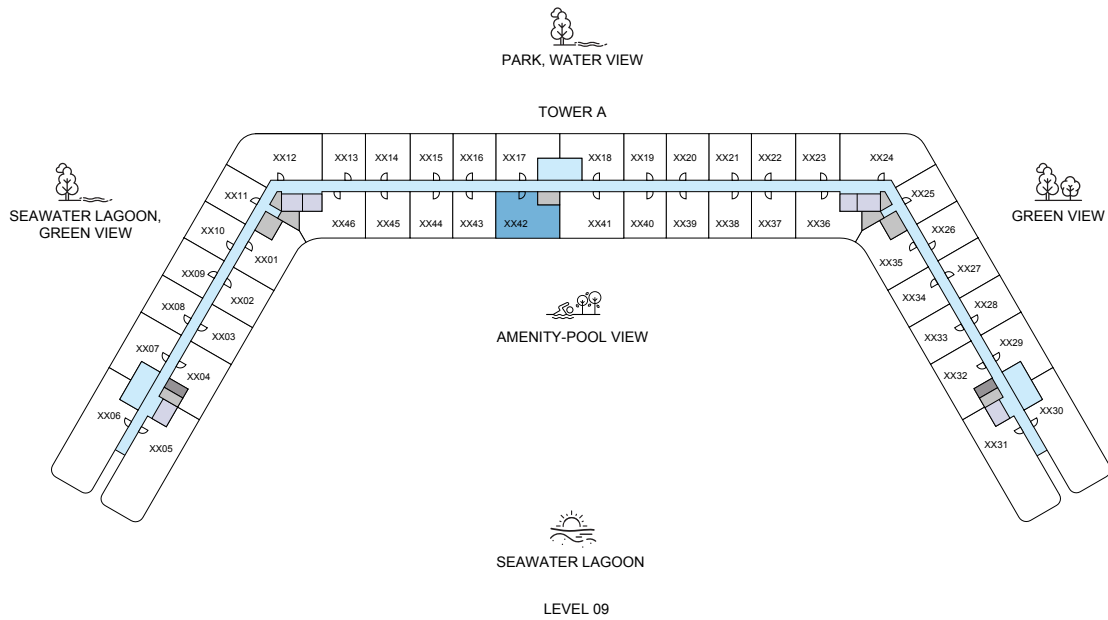 PARK, WATER VIEW
TOWER A
SEAWATER LAGOON,
GREEN VIEW
GREEN VIEW
XX12
XX13
XX14
XX15
XX16
XX17
XX18
XX19
XX20
XX21
XX22
XX23
XX24
XX11
XX25
XX10
XX26
XX46
XX45
XX44
XX43
XX42
XX41
XX40
XX39
XX38
XX37
XX36
XX01
XX35
XX09
XX27
XX02
XX34
XX08
XX28
XX03
XX33
XX07
XX29
XX04
XX32
XX06
XX30
XX05
XX31
AMENITY-POOL VIEW
SEAWATER LAGOON
LEVEL 09